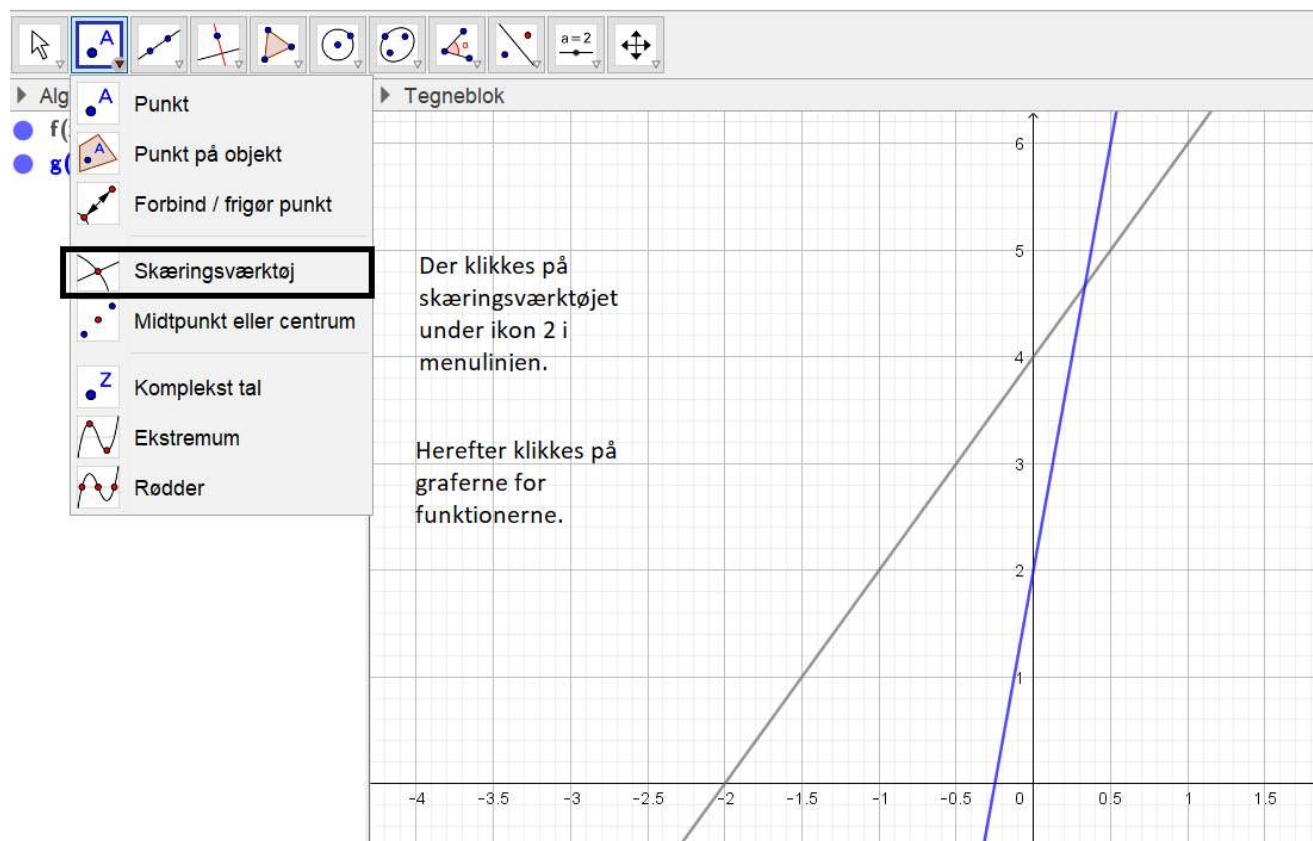 A
a = 2
Alg
Tegneblok
f(
g(
A
Punkt
A
Punkt på objekt
Forbind / frigør punkt
Skæringsværktøj
Midtpunkt eller centrum
Z
Komplekst tal
Ekstremum
Rødder
Der klikkes på
skæringsværktøjet
under ikon 2 i
menulinjen.
Herefter klikkes på
graferne for
funktionerne.
6
5
4
3
2
1
-4 -3.5 -3 -2.5 -2 -1.5 -1 -0.5 0 0.5 1 1.5